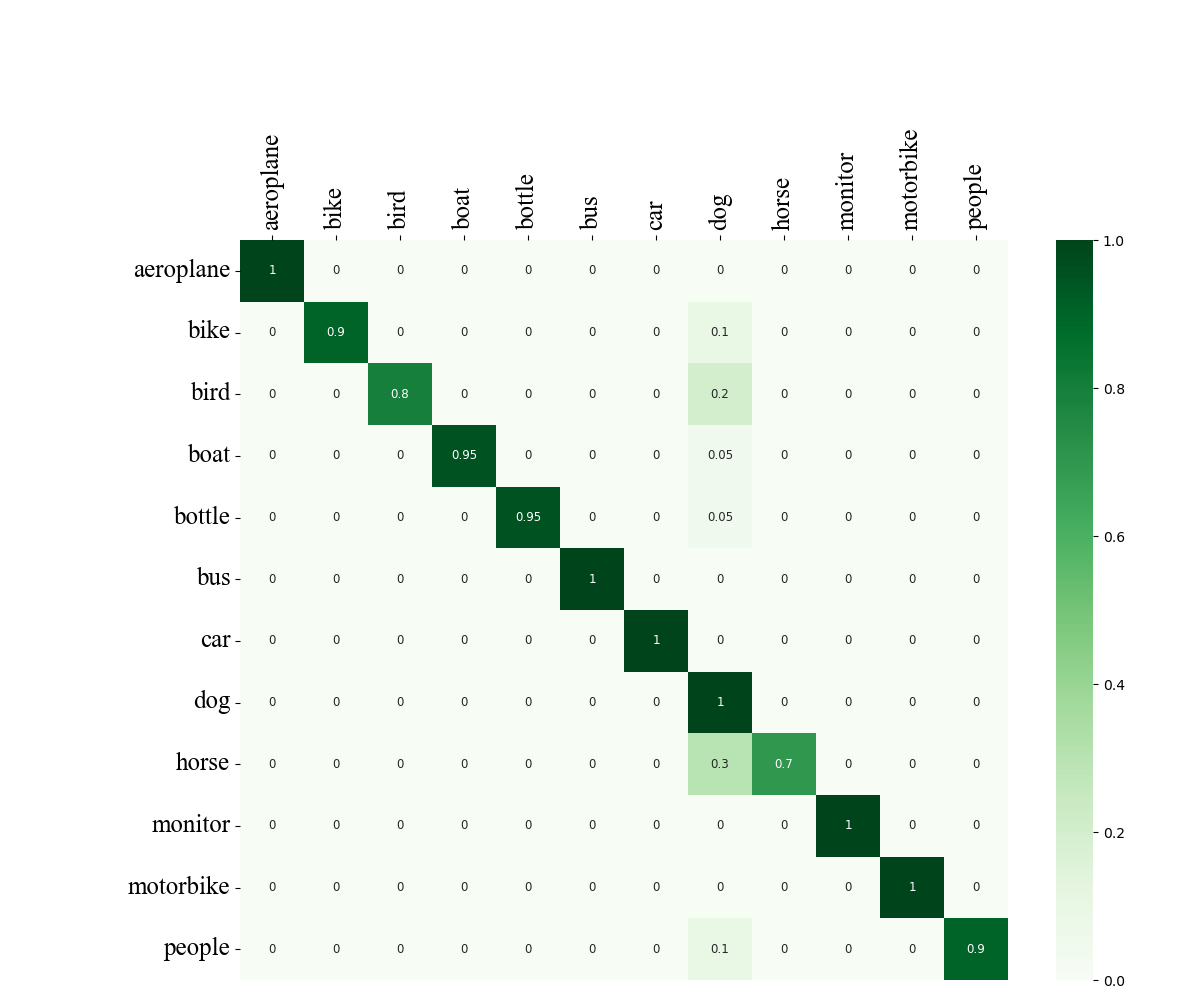 aeroplane bike bird boat bottle bus car dog horse monitor motorbike people
aeroplane 1 0 0 0 0 0 0 0 0 0 0 0
bike 0 0.9 0 0 0 0 0 0.1 0 0 0 0
bird 0 0 0.8 0 0 0 0 0.2 0 0 0 0
boat 0 0 0 0.95 0 0 0 0.05 0 0 0 0
bottle 0 0 0 0 0.95 0 0 0.05 0 0 0 0
bus 0 0 0 0 0 1 0 0 0 0 0 0
car 0 0 0 0 0 0 1 0 0 0 0 0
dog 0 0 0 0 0 0 0 1 0 0 0 0
horse 0 0 0 0 0 0 0 0.3 0.7 0 0 0
monitor 0 0 0 0 0 0 0 0 0 1 0 0
motorbike 0 0 0 0 0 0 0 0 0 0 1 0
people 0 0 0 0 0 0 0 0.1 0 0 0 0.9
1.0
0.8
0.6
0.4
0.2
0.0